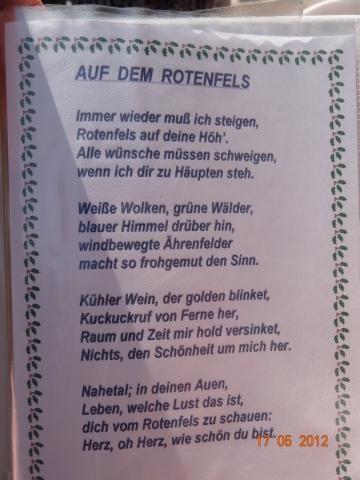 AUF DEM ROTENFELS
Immer wieder muß ich steigen,
Rotenfels auf deine Höh'.
Alle wünsche müssen schweigen,
wenn ich dir zu Häupten steh.
Weiße Wolken, grüne Wälder,
blauer Himmel drüber hin,
windbewegte Ährenfelder
macht so frohgemut den Sinn.
Kühler Wein, der golden blinket,
Kuckuckruf von Ferne her,
Raum und Zeit mir hold versinket,
Nichts, den Schönheit um mich her.
Nahetal; in deinen Auen,
Leben, welche Lust das ist,
dich vom Rotenfels zu schauen:
Herz, oh Herz, wie schön du bist.
17 05 2012